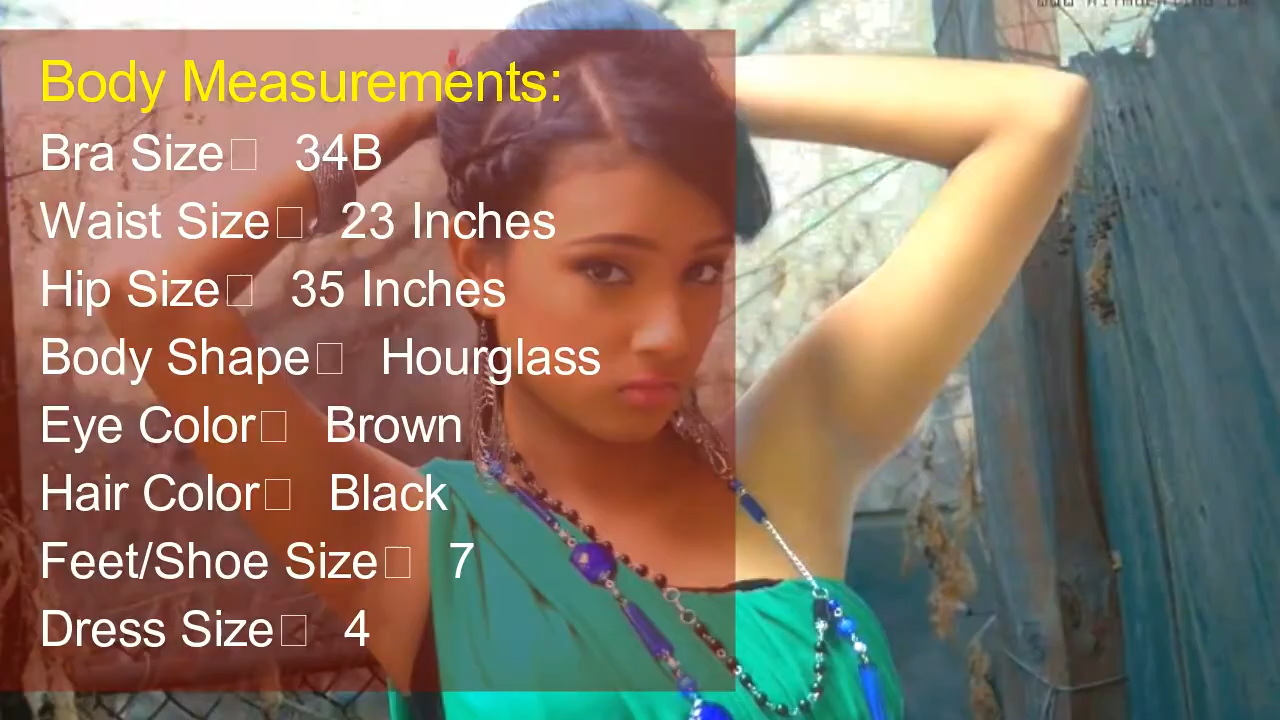 Body Measurements:
Bra Size□ 34B
Waist Size□ 23 Inches
Hip Size□ 35 Inches
Body Shape□ Hourglass
Eye Color□ Brown
Hair Color□ Black
Feet/Shoe Size□ 7
Dress Size□ 4